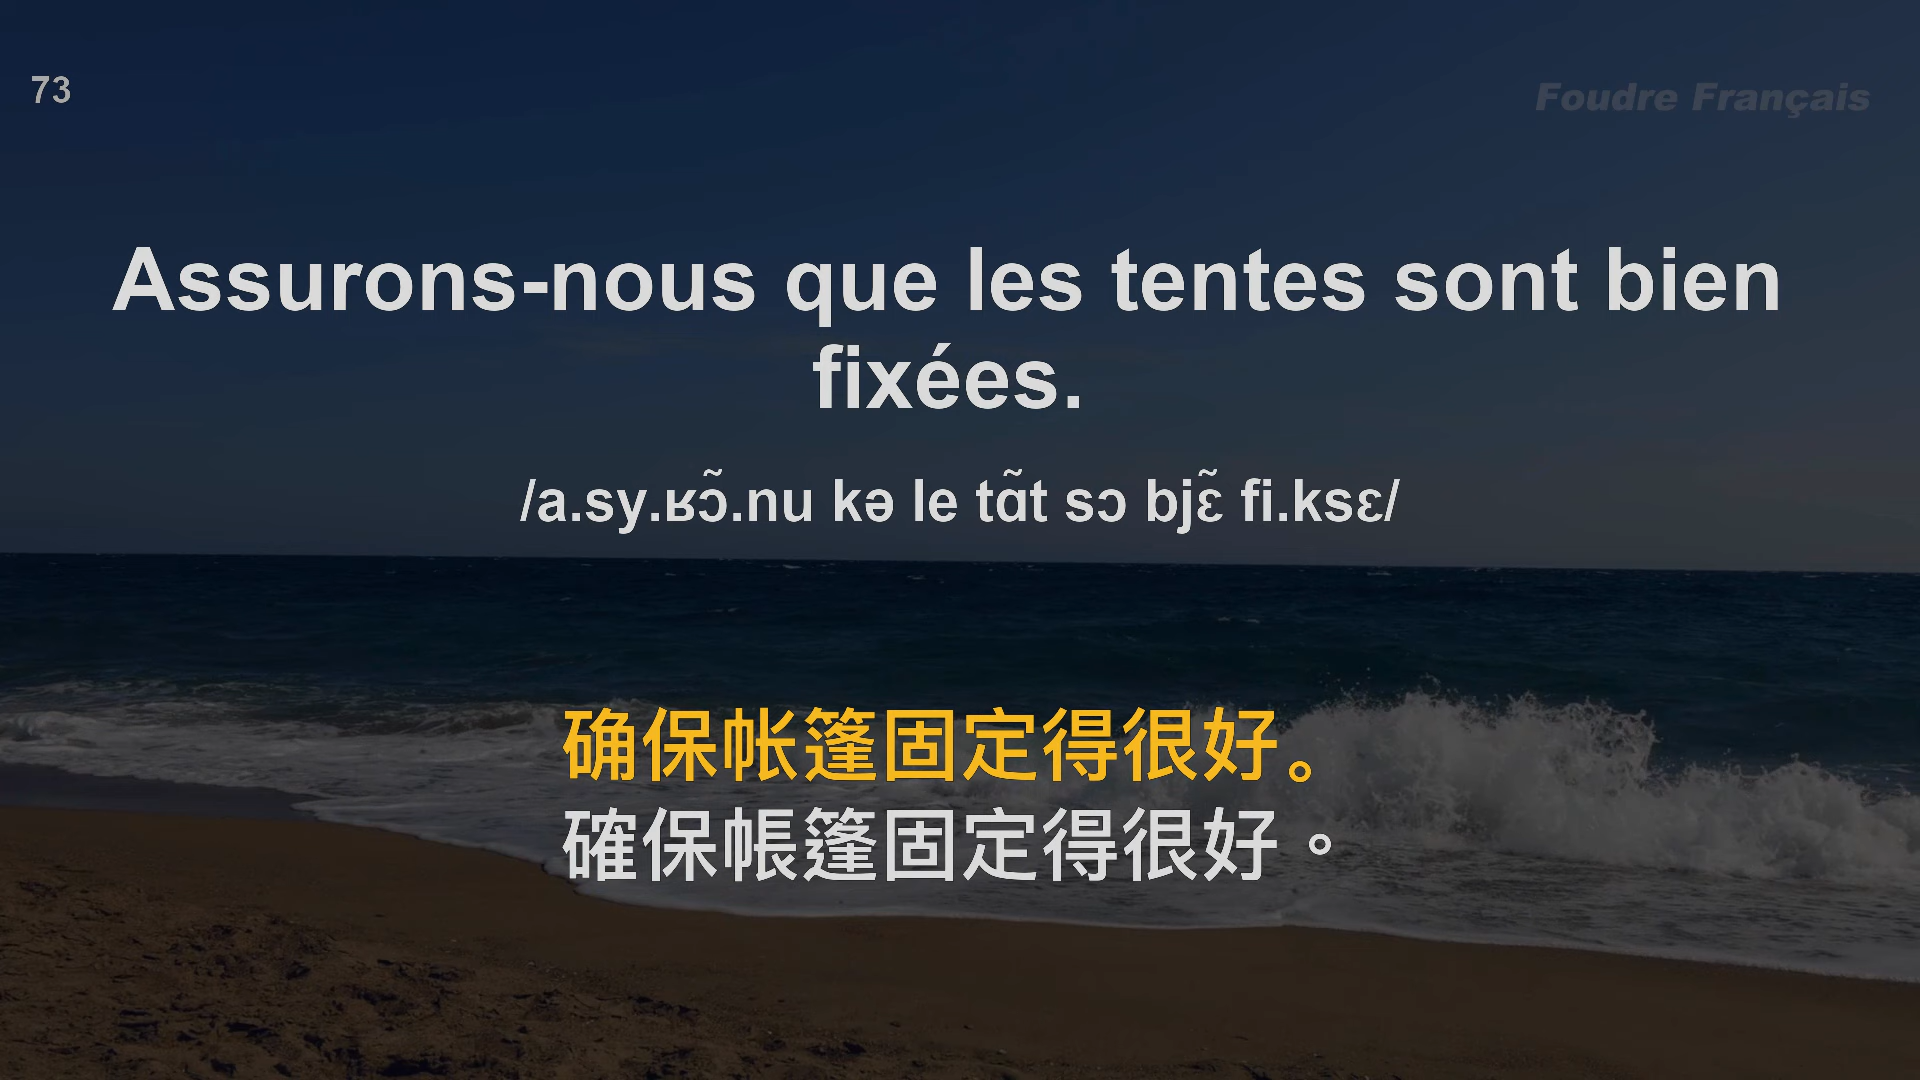 73
Foudre Français
Assurons-nous que les tentes sont bien
fixées.
/a.sy.ʁɔ̃.nu kə le tɑ̃t sɔ bjɛ̃ fi.ksɛ/
确保帐篷固定得很好。
確保帳篷固定得很好。